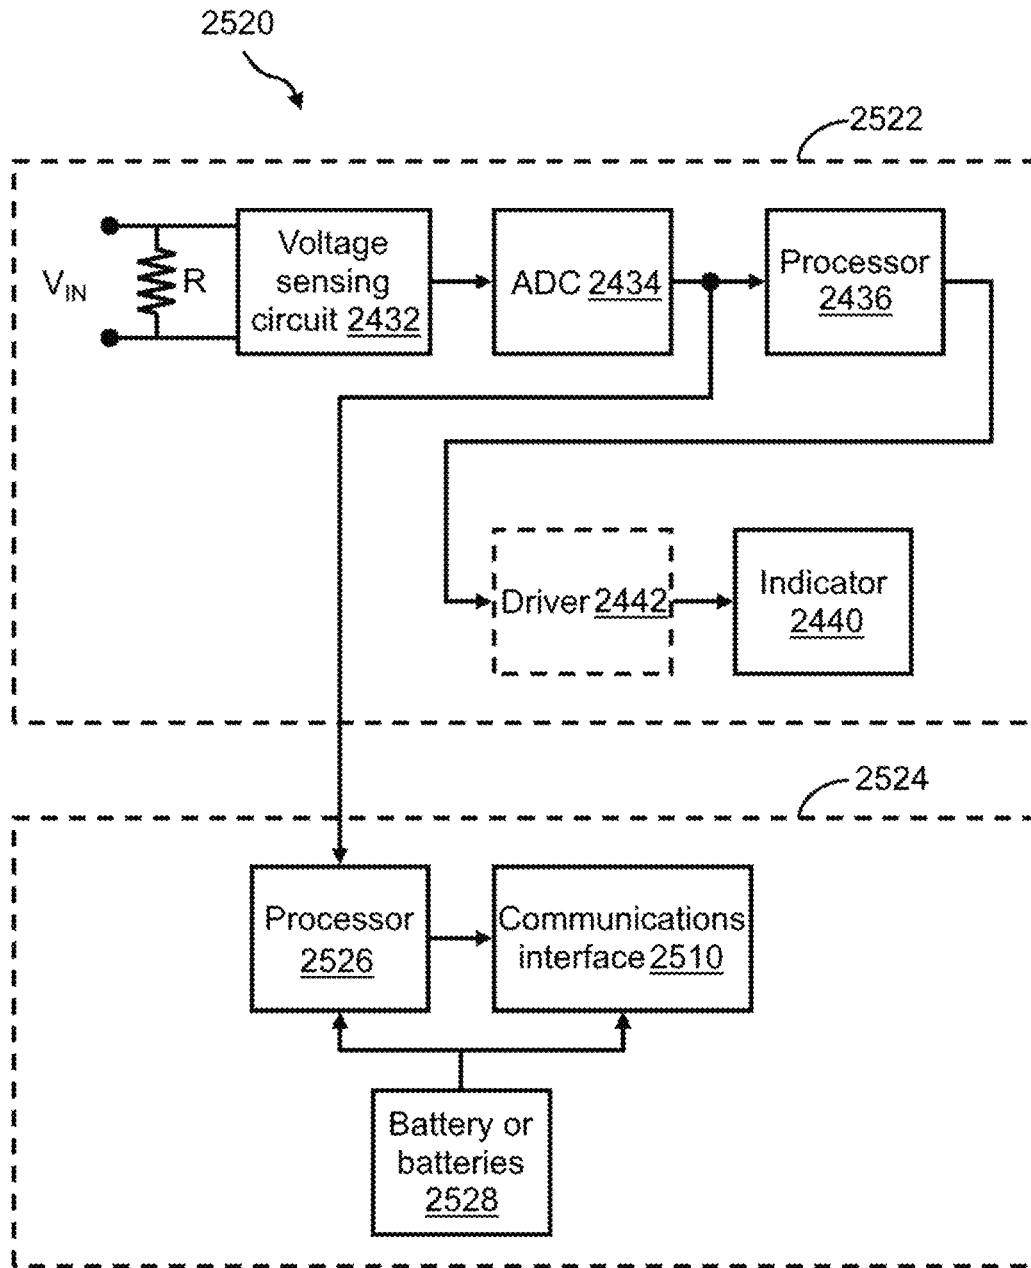 2520
2522
Voltage
sensing
circuit 2432
ADC 2434
Processor
2436
V_IN
R
Driver 2442
Indicator
2440
2524
Processor
2526
Communications
interface 2510
Battery or
batteries
2528